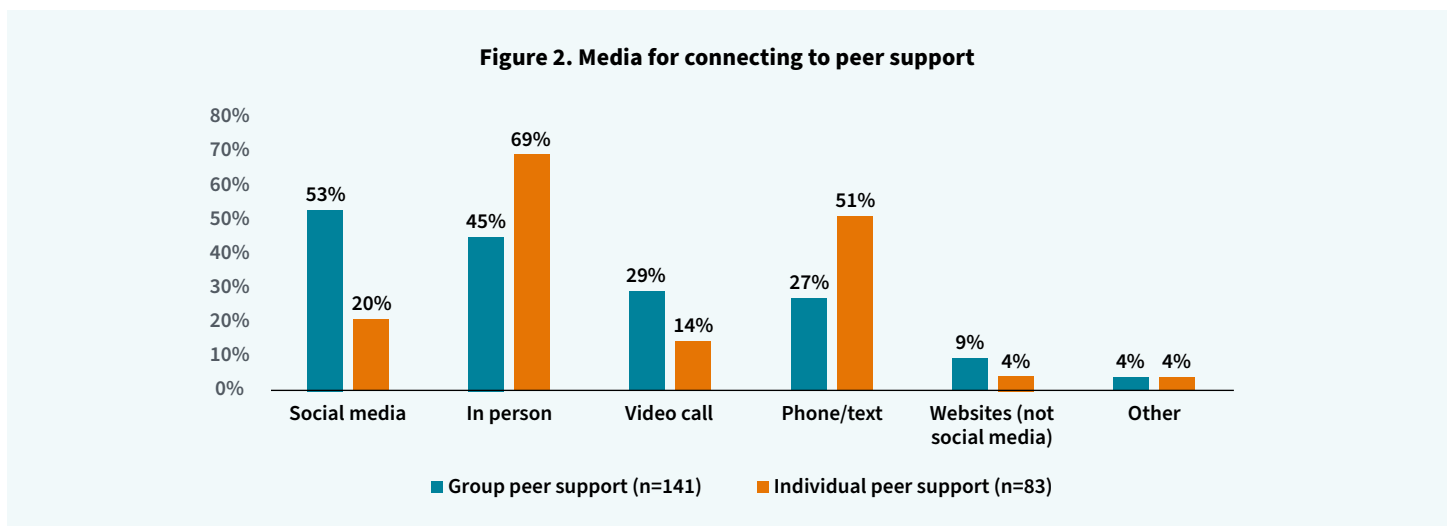 Figure 2. Media for connecting to peer support
80%
70%
60%
50%
40%
30%
20%
10%
0%
53%
20%
45%
69%
29%
14%
27%
51%
9%
4%
4%
4%
Social media
In person
Video call
Phone/text
Websites (not
social media)
Other
Group peer support (n=141)
Individual peer support (n=83)